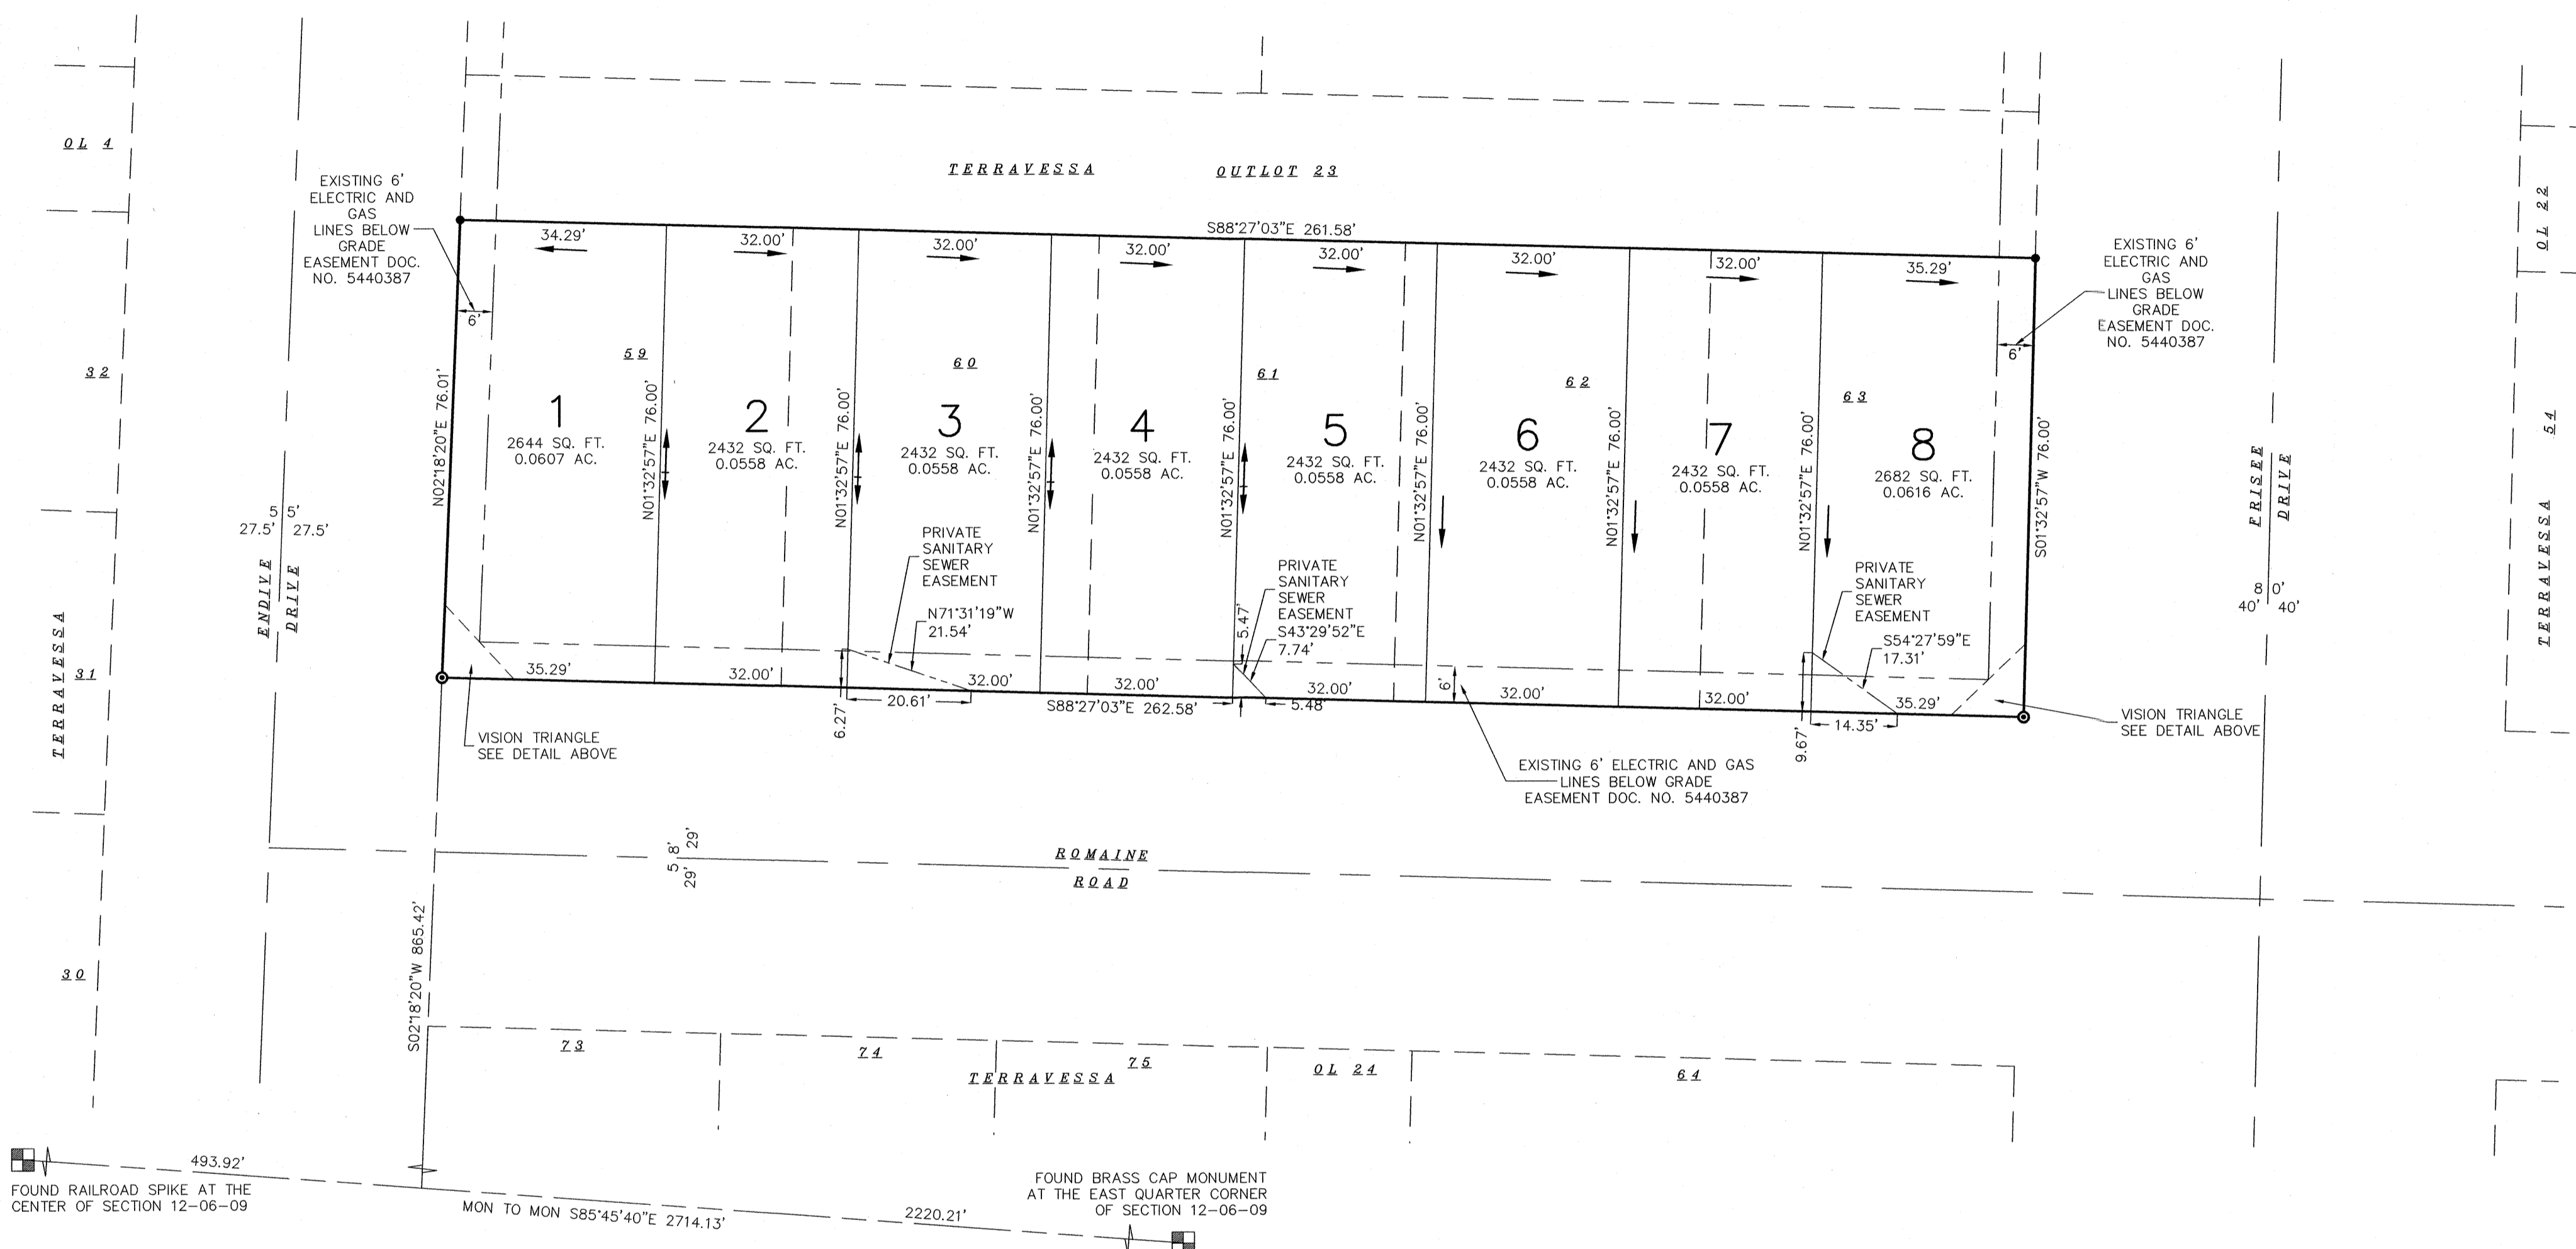 OL 4
32
TERRAVESSA
31
30
EXISTING 6'
ELECTRIC AND
GAS
LINES BELOW
GRADE
EASEMENT DOC.
NO. 5440387
6'
5 5'
27.5' 27.5'
ENDIVE
DRIVE
TERRAVESSA OUTLOT 23
S88°27'03"E 261.58'
34.29'
32.00'
32.00'
32.00'
32.00'
32.00'
32.00'
35.29'
59
60
61
62
63
N02°18'20"E 76.01'
1
2644 SQ. FT.
0.0607 AC.
N01°32'57"E 76.00'
2
2432 SQ. FT.
0.0558 AC.
N01°32'57"E 76.00'
3
2432 SQ. FT.
0.0558 AC.
N01°32'57"E 76.00'
4
2432 SQ. FT.
0.0558 AC.
N01°32'57"E 76.00'
5
2432 SQ. FT.
0.0558 AC.
N01°32'57"E 76.00'
6
2432 SQ. FT.
0.0558 AC.
N01°32'57"E 76.00'
7
2432 SQ. FT.
0.0558 AC.
N01°32'57"E 76.00'
8
2682 SQ. FT.
0.0616 AC.
S01°32'57"W 76.00'
EXISTING 6'
ELECTRIC AND
GAS
LINES BELOW
GRADE
EASEMENT DOC.
NO. 5440387
6'
FRISEE
DRIVE
8 0'
40' 40'
OL 22
54
TERRAVESSA
PRIVATE
SANITARY
SEWER
EASEMENT
N71°31'19"W
21.54'
PRIVATE
SANITARY
SEWER
EASEMENT
S43°29'52"E
7.74'
5.47'
PRIVATE
SANITARY
SEWER
EASEMENT
S54°27'59"E
17.31'
35.29'
32.00'
32.00'
32.00'
32.00'
32.00'
32.00'
35.29'
6.27'
20.61'
S88°27'03"E 262.58'
5.48'
6'
9.67'
14.35'
VISION TRIANGLE
SEE DETAIL ABOVE
VISION TRIANGLE
SEE DETAIL ABOVE
EXISTING 6' ELECTRIC AND GAS
LINES BELOW GRADE
EASEMENT DOC. NO. 5440387
5 8'
29' 29'
ROMAINE
ROAD
S02°18'20"W 865.42'
73
74
75
TERRAVESSA
OL 24
64
493.92'
FOUND RAILROAD SPIKE AT THE
CENTER OF SECTION 12-06-09
MON TO MON S85°45'40"E 2714.13'
2220.21'
FOUND BRASS CAP MONUMENT
AT THE EAST QUARTER CORNER
OF SECTION 12-06-09